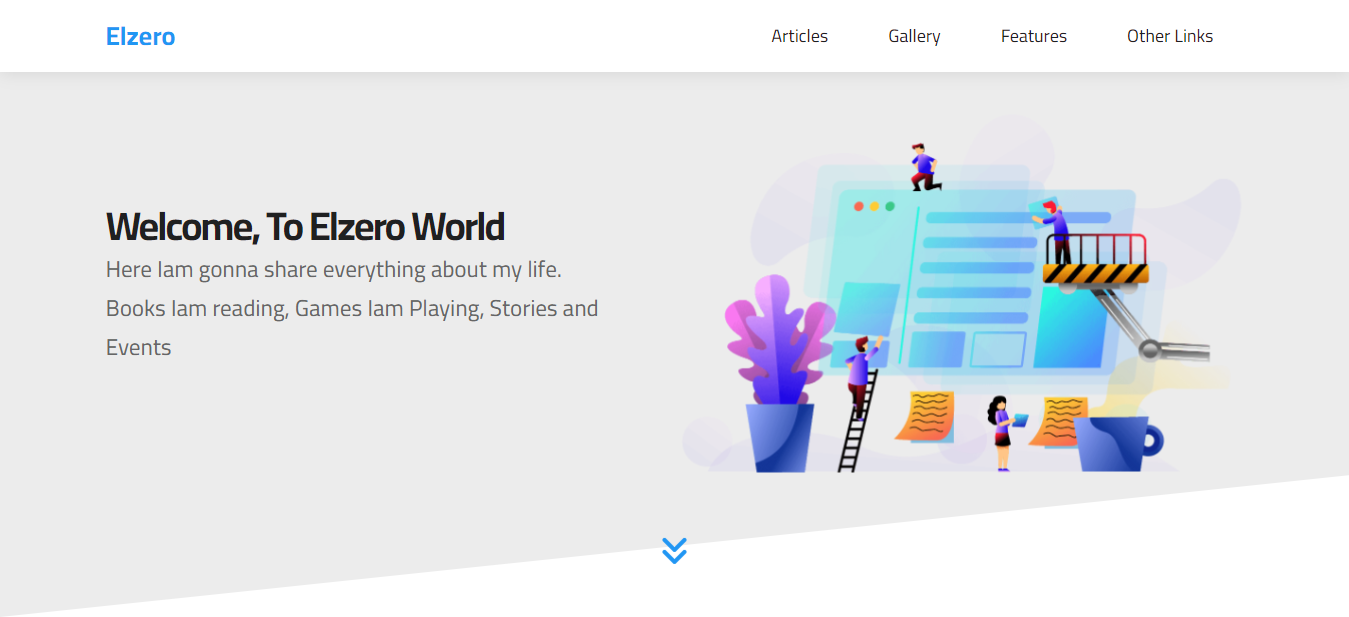 Elzero
Articles
Gallery
Features
Other Links
Welcome, To Elzero World
Here Iam gonna share everything about my life.
Books Iam reading, Games Iam Playing, Stories and
Events